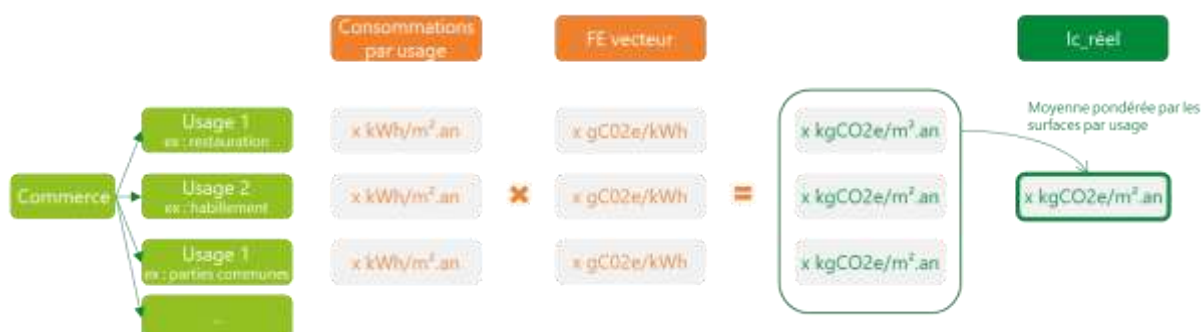 Consommations
par usage
FE vecteur
Ic_réel
Usage 1
ex : restauration
x kWh/m².an
x gC02e/kWh
x kgCO2e/m².an
Moyenne pondérée par les
surfaces par usage
Commerce
Usage 2
ex : habillement
x kWh/m².an
×
x gC02e/kWh
=
x kgCO2e/m².an
x kgCO2e/m².an
Usage 1
ex : parties communes
x kWh/m².an
x gC02e/kWh
x kgCO2e/m².an
...